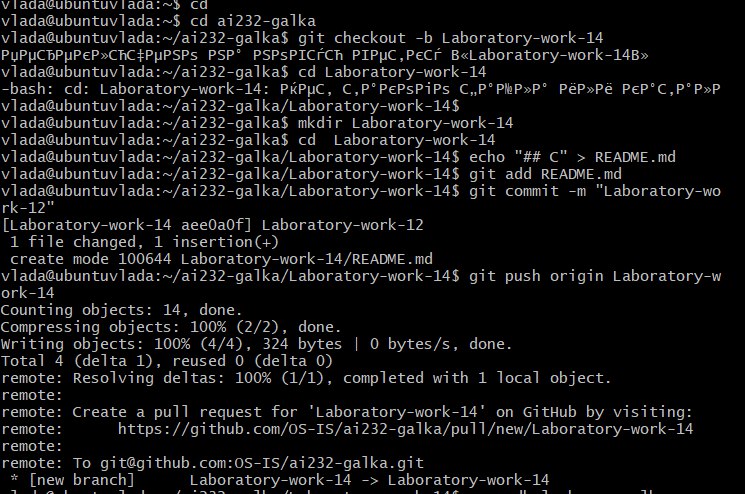 vlada@ubuntuvlada:~$ cd
vlada@ubuntuvlada:~$ cd ai232-galka
vlada@ubuntuvlada:~/ai232-galka$ git checkout -b Laboratory-work-14
РџРµСЂРµРєР»СЋС‡РµРЅРѕ РЅР° РЅРѕРІСѓСЋ РІРµС‚РєСѓ В«Laboratory-work-14В»
vlada@ubuntuvlada:~/ai232-galka$ cd Laboratory-work-14
-bash: cd: Laboratory-work-14: РќРµС‚ С‚Р°РєРѕРіРѕ С„Р°Р№Р»Р° РёР»Рё РєР°С‚Р°Р»Р
vlada@ubuntuvlada:~/ai232-galka/Laboratory-work-14$
vlada@ubuntuvlada:~/ai232-galka$ mkdir Laboratory-work-14
vlada@ubuntuvlada:~/ai232-galka$ cd  Laboratory-work-14
vlada@ubuntuvlada:~/ai232-galka/Laboratory-work-14$ echo "## C" > README.md
vlada@ubuntuvlada:~/ai232-galka/Laboratory-work-14$ git add README.md
vlada@ubuntuvlada:~/ai232-galka/Laboratory-work-14$ git commit -m "Laboratory-wo
rk-12"
[Laboratory-work-14 aee0a0f] Laboratory-work-12
1 file changed, 1 insertion(+)
create mode 100644 Laboratory-work-14/README.md
vlada@ubuntuvlada:~/ai232-galka/Laboratory-work-14$ git push origin Laboratory-w
ork-14
Counting objects: 14, done.
Compressing objects: 100% (2/2), done.
Writing objects: 100% (4/4), 324 bytes | 0 bytes/s, done.
Total 4 (delta 1), reused 0 (delta 0)
remote: Resolving deltas: 100% (1/1), completed with 1 local object.
remote:
remote: Create a pull request for 'Laboratory-work-14' on GitHub by visiting:
remote:      https://github.com/OS-IS/ai232-galka/pull/new/Laboratory-work-14
remote:
remote: To git@github.com:OS-IS/ai232-galka.git
* [new branch]      Laboratory-work-14 -> Laboratory-work-14